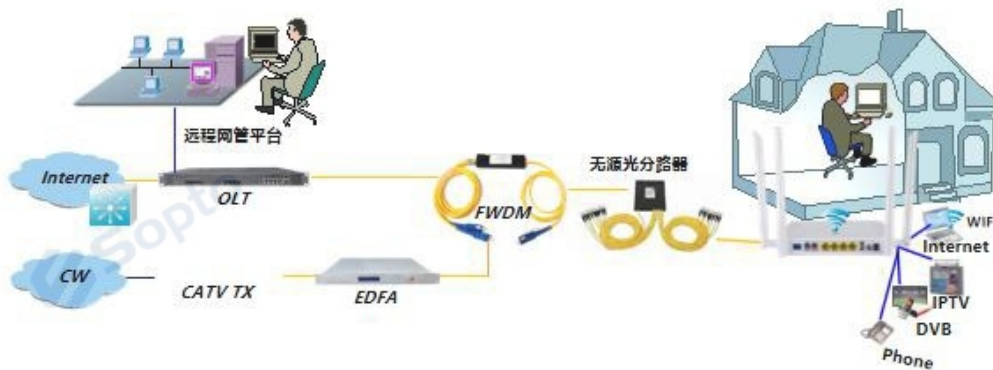 远程网管平台
Internet
OLT
FWDM
无源光分路器
CW
CATV TX
EDFA
WIF
Internet
IPTV
DVB
Phone